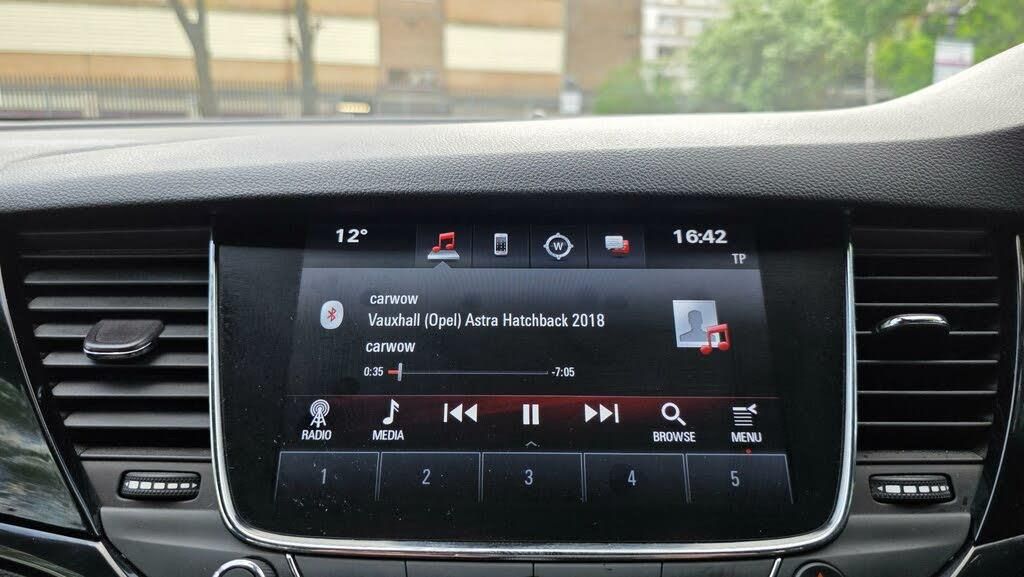 12°
W
16:42
TP
carwow
Vauxhall (Opel) Astra Hatchback 2018
carwow
0:35
-7:05
RADIO
MEDIA
BROWSE
MENU
1
2
3
4
5